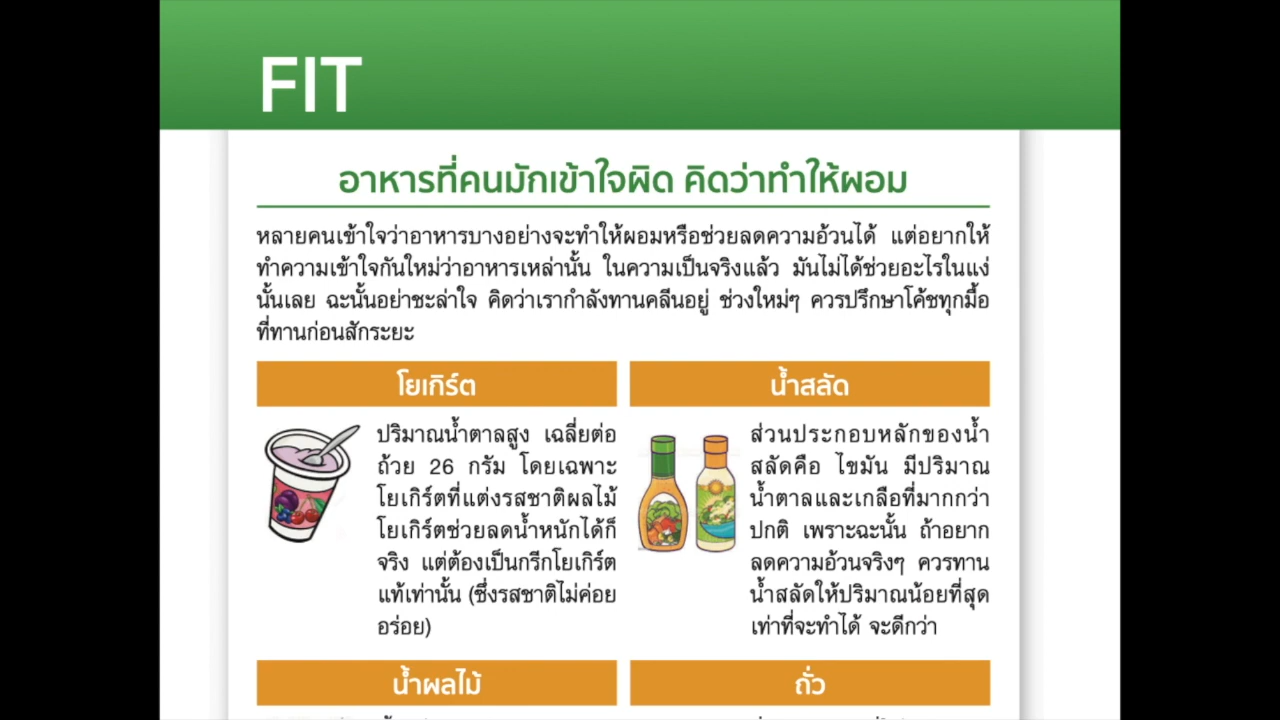 FIT
อาหารที่คนมักเข้าใจผิด คิดว่าทำให้ผอม
หลายคนเข้าใจว่าอาหารบางอย่างจะทำให้ผอมหรือช่วยลดความอ้วนได้ แต่อยากให้
ทำความเข้าใจกันใหม่ว่าอาหารเหล่านั้น ในความเป็นจริงแล้ว มันไม่ได้ช่วยอะไรในแง่
นั้นเลย ฉะนั้นอย่าชะล่าใจ คิดว่าเรากำลังทานคลีนอยู่ ช่วงใหม่ๆ ควรปรึกษาโค้ชทุกมื้อ
ที่ทานก่อนสักระยะ
โยเกิร์ต
ปริมาณน้ำตาลสูง เฉลี่ยต่อ
ถ้วย 26 กรัม โดยเฉพาะ
โยเกิร์ตที่แต่งรสชาติผลไม้
โยเกิร์ตช่วยลดน้ำหนักได้ก็
จริง แต่ต้องเป็นกรีกโยเกิร์ต
แท้เท่านั้น (ซึ่งรสชาติไม่ค่อย
อร่อย)
น้ำสลัด
ส่วนประกอบหลักของน้ำ
สลัดคือ ไขมัน มีปริมาณ
น้ำตาลและเกลือที่มากกว่า
ปกติ เพราะฉะนั้น ถ้าอยาก
ลดความอ้วนจริงๆ ควรทาน
น้ำสลัดให้ปริมาณน้อยที่สุด
เท่าที่จะทำได้ จะดีกว่า
น้ำผลไม้
ถั่ว